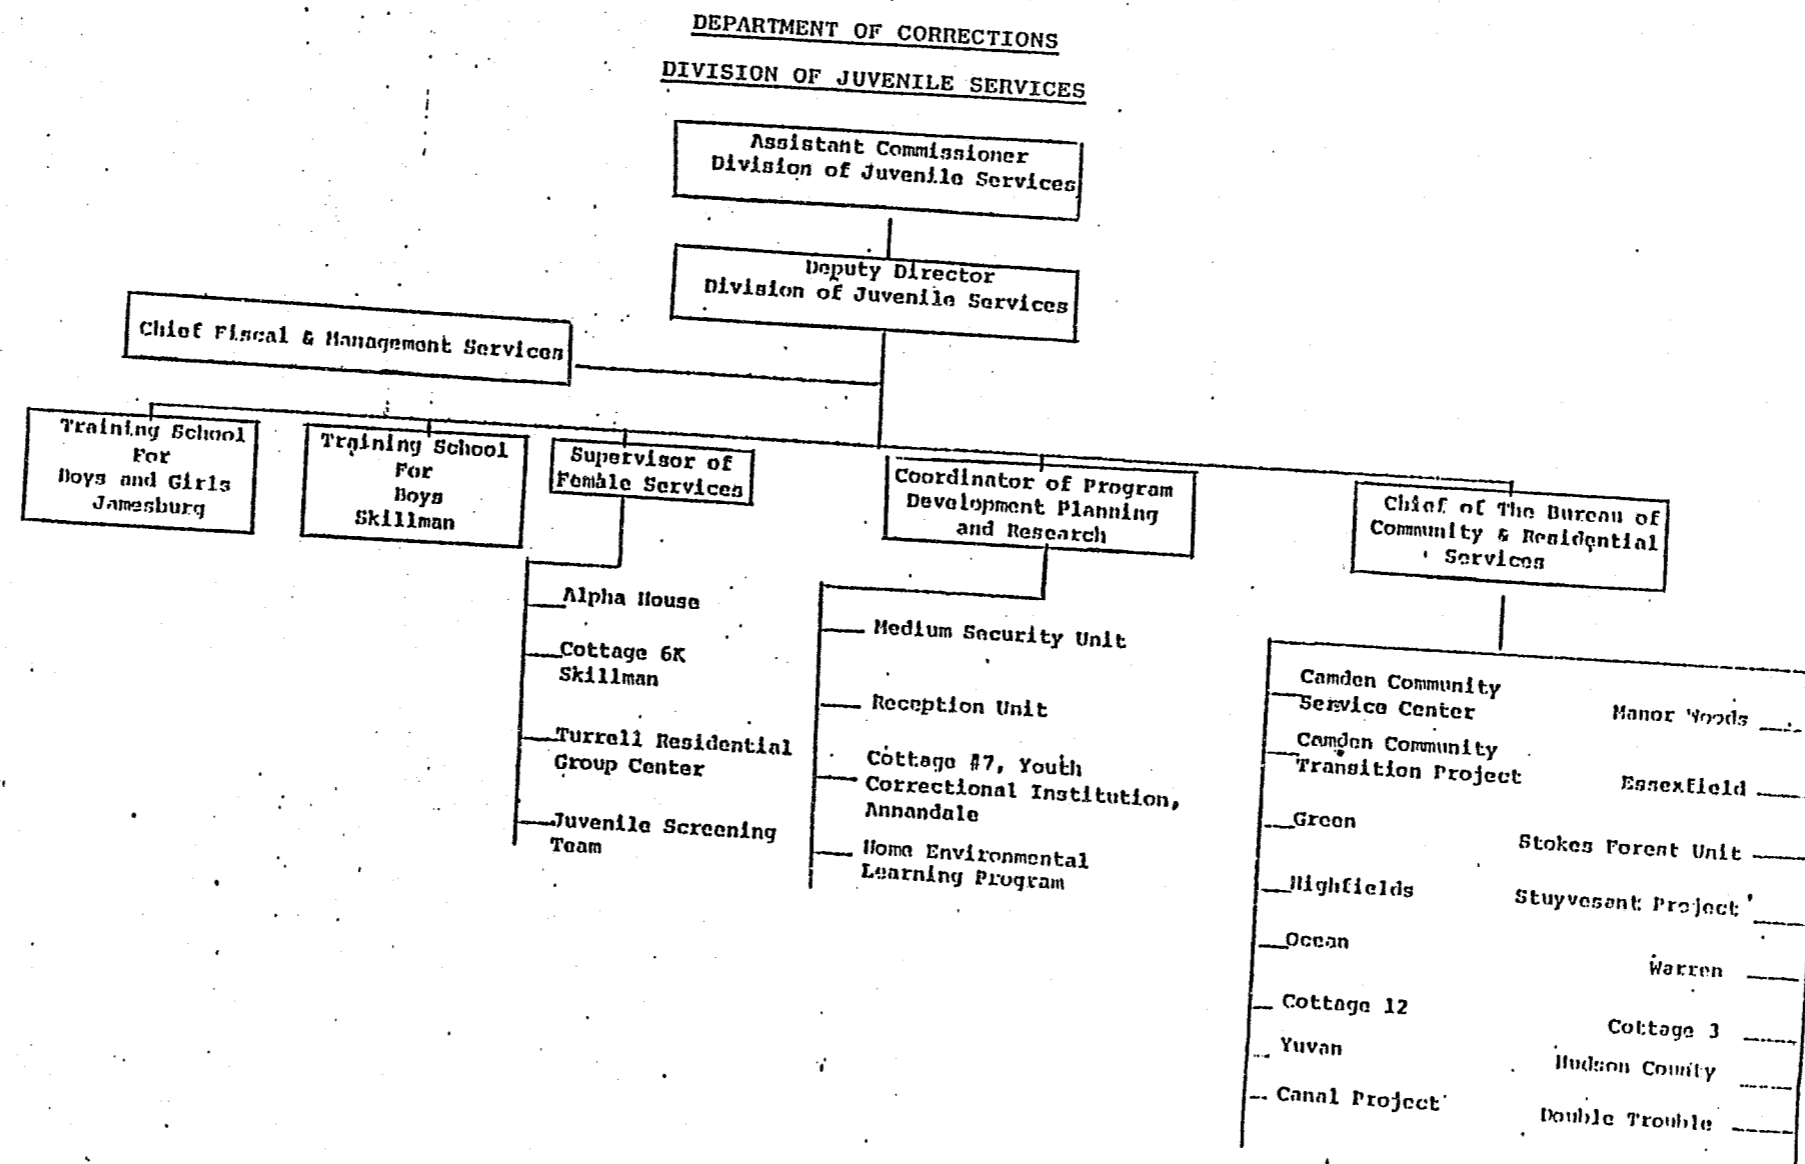 DEPARTMENT OF CORRECTIONS
DIVISION OF JUVENILE SERVICES
Assistant Commissioner
Division of Juvenile Services
Deputy Director
Division of Juvenile Services
Chief Fiscal & Management Services
Training School
For
Boys and Girls
Jamesburg
Training School
For
Boys
Skillman
Supervisor of
Female Services
Coordinator of Program
Development Planning
and Research
Chief of The Bureau of
Community & Residential
Services
Alpha House
Cottage 6K
Skillman
Turrell Residential
Group Center
Juvenile Screening
Team
Medium Security Unit
Reception Unit
Cottage #7, Youth
Correctional Institution,
Annandale
Home Environmental
Learning Program
Camden Community
Service Center
Camden Community
Transition Project
Green
Highfields
Ocean
Cottage 12
Yuvan
Canal Project
Manor Woods
Essexfield
Stokes Forest Unit
Stuyvesant Project
Warren
Cottage 3
Hudson County
Double Trouble